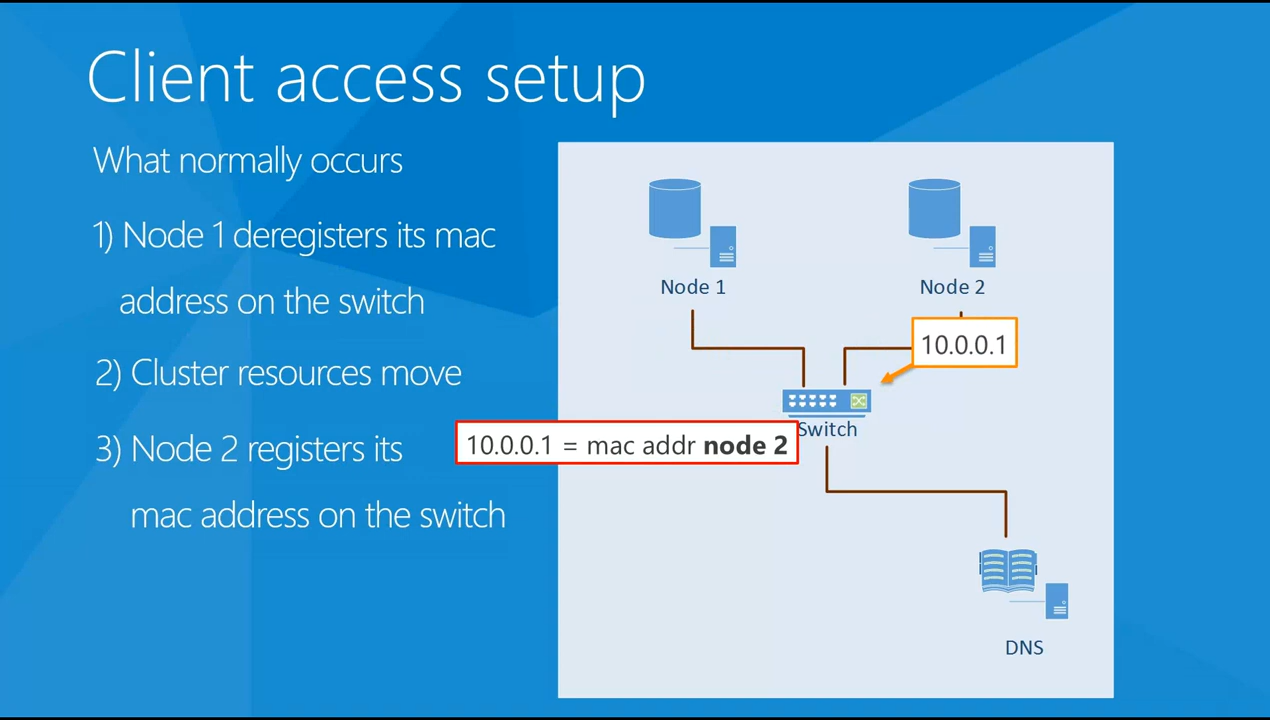 Client access setup
What normally occurs
1) Node 1 deregisters its mac
address on the switch
2) Cluster resources move
3) Node 2 registers its
mac address on the switch
Node 1
Node 2
10.0.0.1
Switch
10.0.0.1 = mac addr node 2
DNS